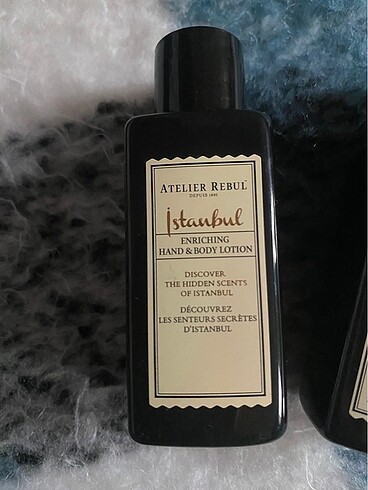 ATELIER REBUL
DEPUIS 1895
İstanbul
ENRICHING
HAND & BODY LOTION
DISCOVER
THE HIDDEN SCENTS
OF ISTANBUL
DÉCOUVREZ
LES SENTEURS SECRÈTES
D'ISTANBUL